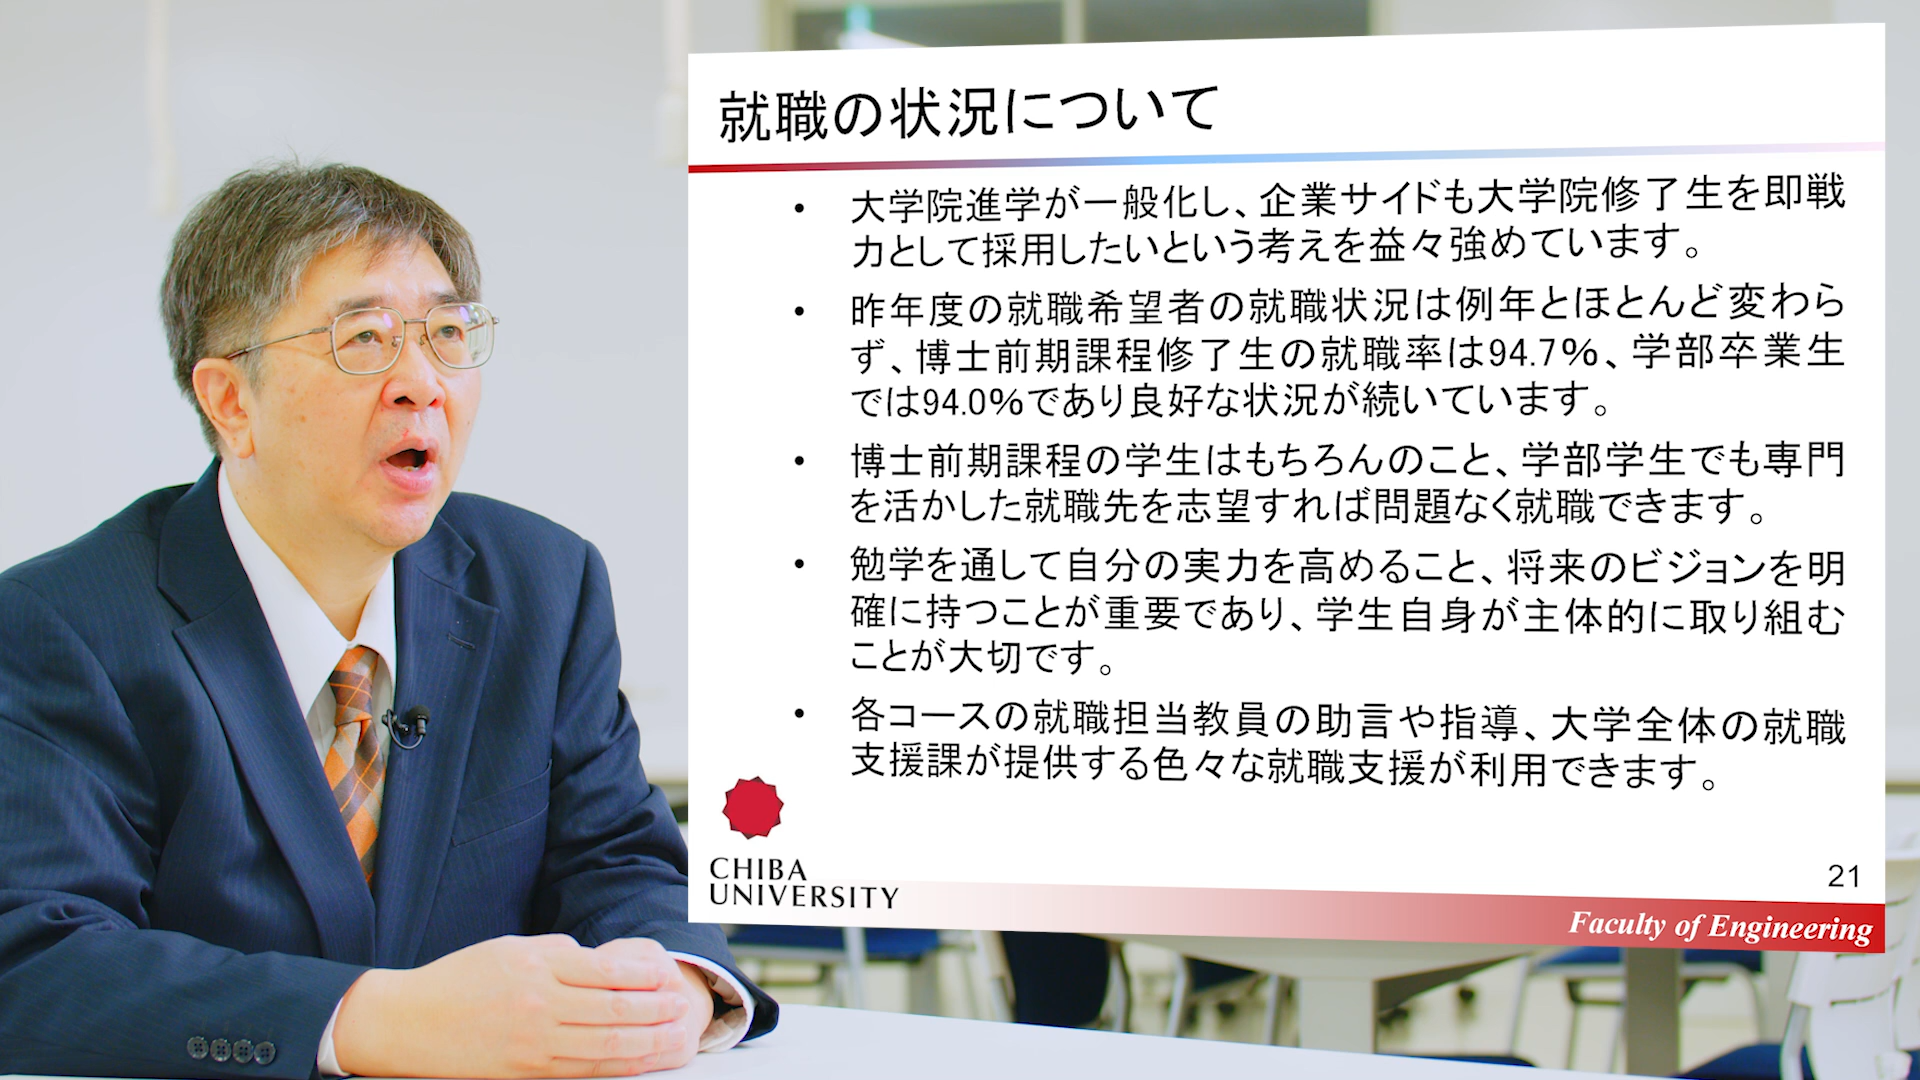 就職の状況について
• 大学院進学が一般化し、企業サイドも大学院修了生を即戦
力として採用したいという考えを益々強めています。
• 昨年度の就職希望者の就職状況は例年とほとんど変わら
ず、博士前期課程修了生の就職率は94.7%、学部卒業生
では94.0%であり良好な状況が続いています。
• 博士前期課程の学生はもちろんのこと、学部学生でも専門
を活かした就職先を志望すれば問題なく就職できます。
• 勉学を通して自分の実力を高めること、将来のビジョンを明
確に持つことが重要であり、学生自身が主体的に取り組む
ことが大切です。
• 各コースの就職担当教員の助言や指導、大学全体の就職
支援課が提供する色々な就職支援が利用できます。
CHIBA
UNIVERSITY
21
Faculty of Engineering